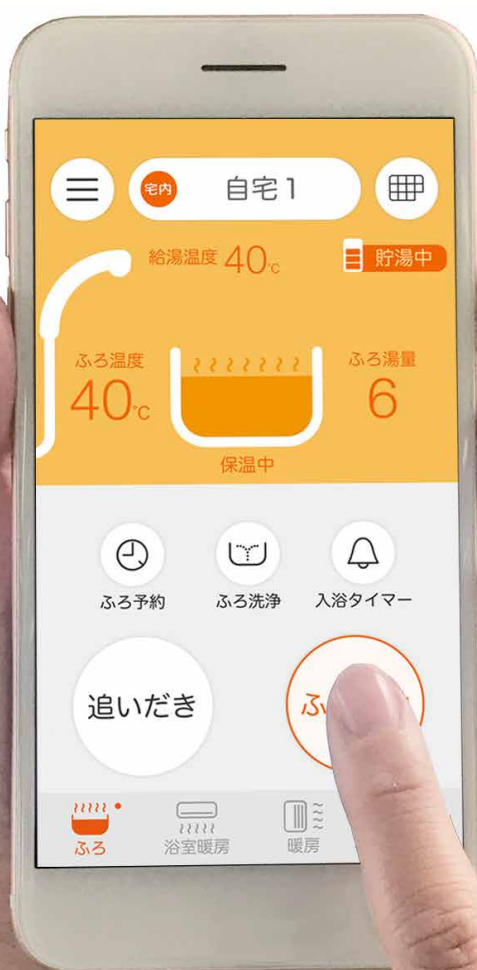 宅内
自宅1
給湯温度 40℃
貯湯中
ふろ温度
40℃
ふろ湯量
6
保温中
ふろ予約
ふろ洗浄
入浴タイマー
追いだき
ふ
ふろ
浴室暖房
暖房